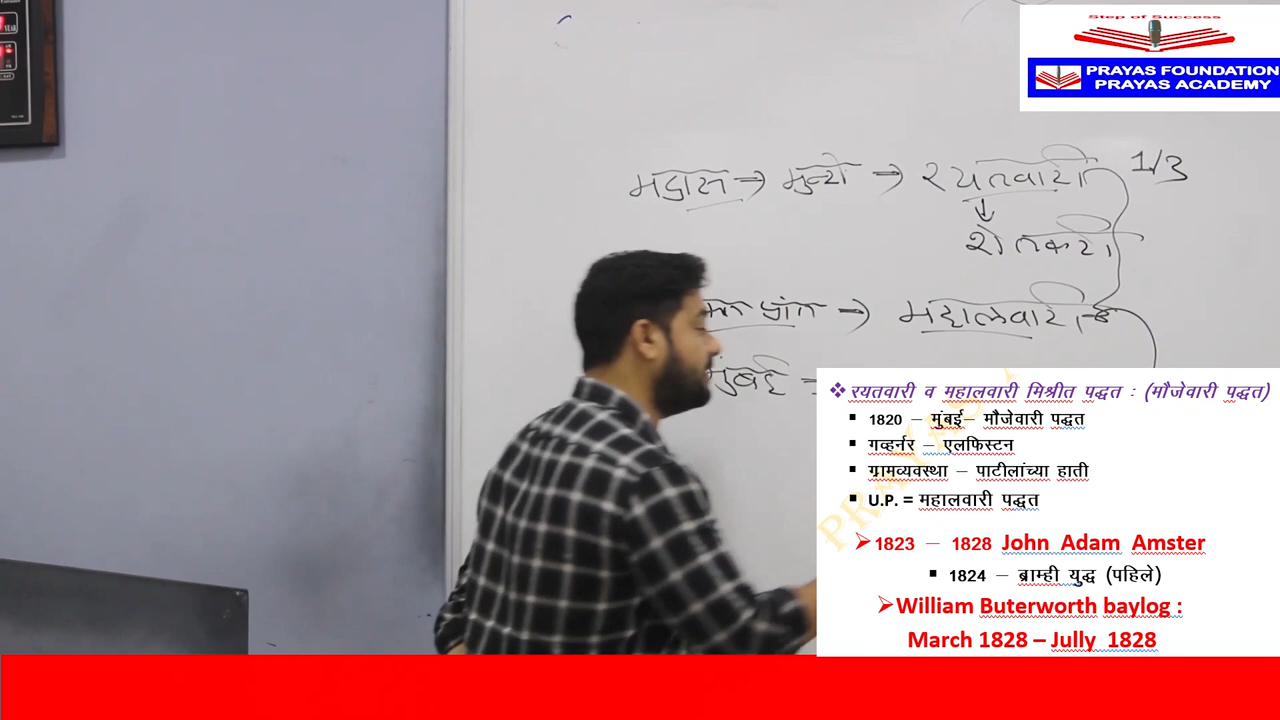 YEAR
Step of Success
PRAYAS FOUNDATION
PRAYAS ACADEMY
मद्रास → मुन्रो → रयतवारी 1/3
↓
शेतकरी
प्रांत → महालवारी
मुंबई →
❖ रयतवारी व महालवारी मिश्रीत पद्धत : (मौजेवारी पद्धत)
▪ 1820 – मुंबई– मौजेवारी पद्धत
▪ गव्हर्नर – एलफिस्टन
▪ ग्रामव्यवस्था – पाटीलांच्या हाती
▪ U.P. = महालवारी पद्धत
➢ 1823 – 1828 John Adam Amster
▪ 1824 – ब्राम्ही युद्ध (पहिले)
➢ William Buterworth baylog :
March 1828 – Jully 1828